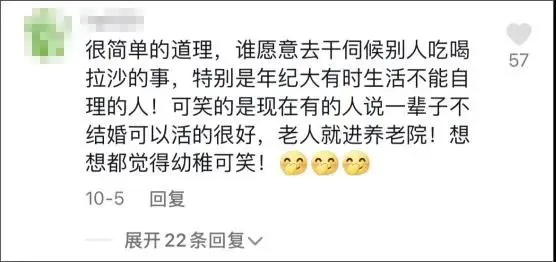 很简单的道理，谁愿意去干伺候别人吃喝
拉沙的事，特别是年纪大有时生活不能自
理的人！可笑的是现在有的人说一辈子不
结婚可以活的很好，老人就进养老院！想
想都觉得幼稚可笑！🤭🤭🤭
57
10-5 回复
展开22条回复